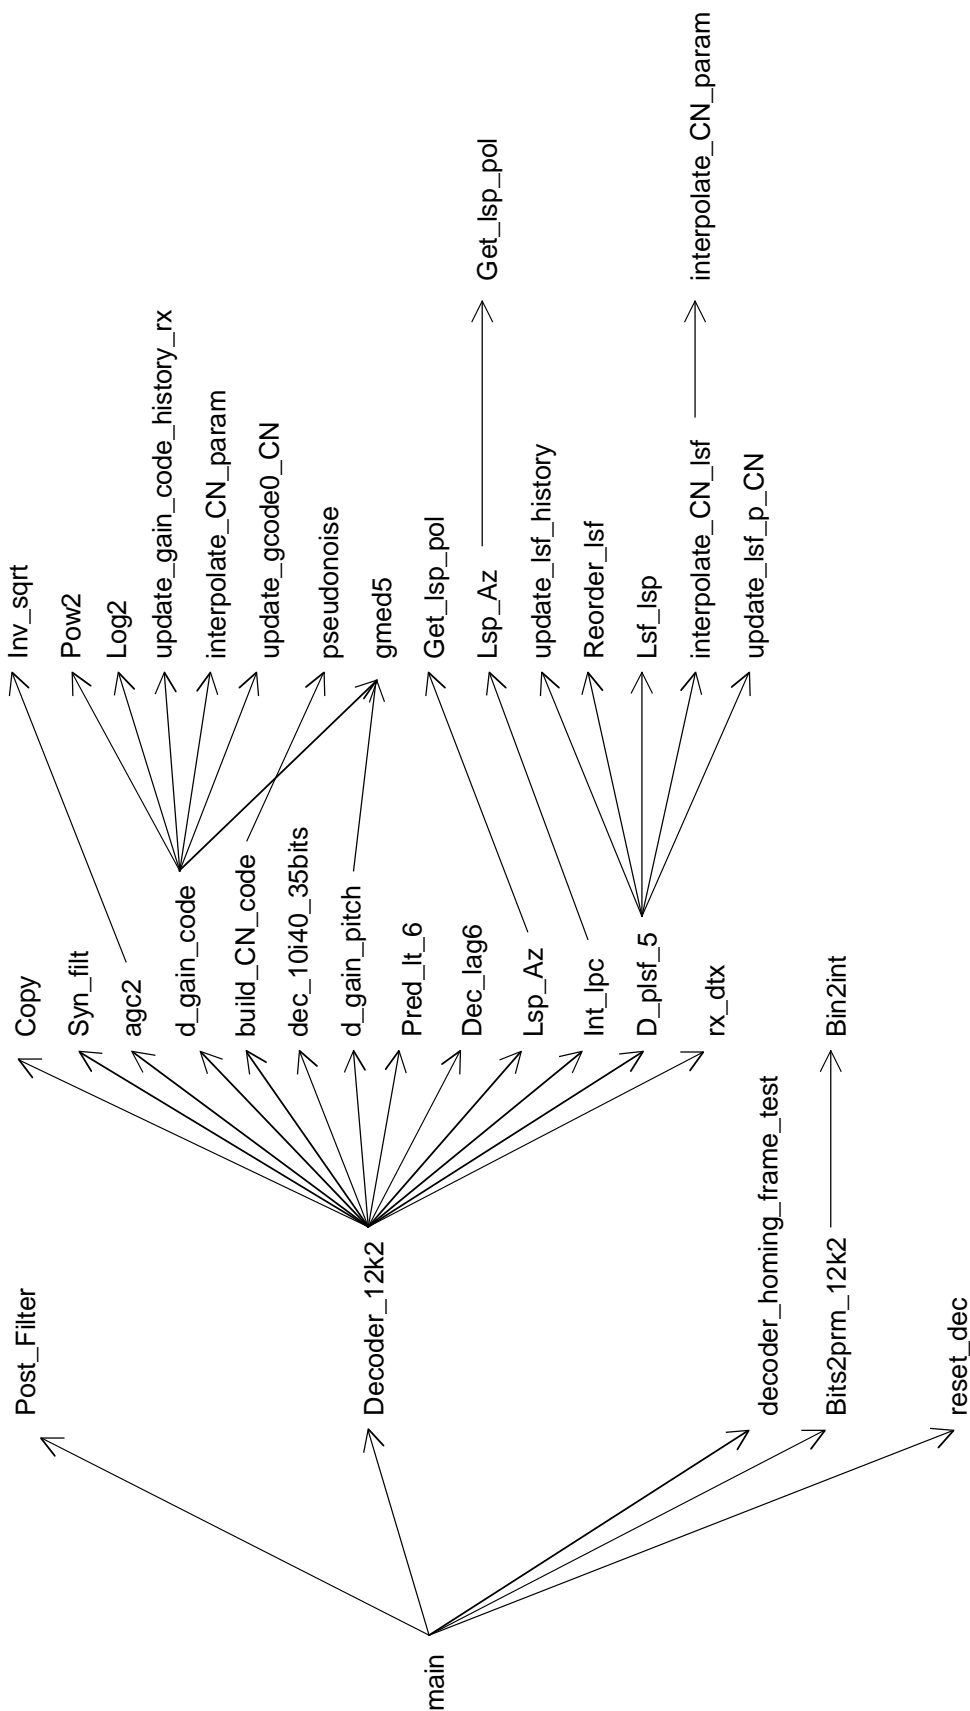 main
Post_Filter
Decoder_12k2
decoder_homing_frame_test
Bits2prm_12k2
reset_dec
Copy
Syn_filt
agc2
d_gain_code
build_CN_code
dec_10i40_35bits
d_gain_pitch
Pred_lt_6
Dec_lag6
Lsp_Az
Int_lpc
D_plsf_5
rx_dtx
Bin2int
Inv_sqrt
Pow2
Log2
update_gain_code_history_rx
interpolate_CN_param
update_gcode0_CN
pseudonoise
gmed5
Get_lsp_pol
Lsp_Az
update_lsf_history
Reorder_lsf
Lsf_lsp
interpolate_CN_lsf
update_lsf_p_CN
Get_lsp_pol
interpolate_CN_param